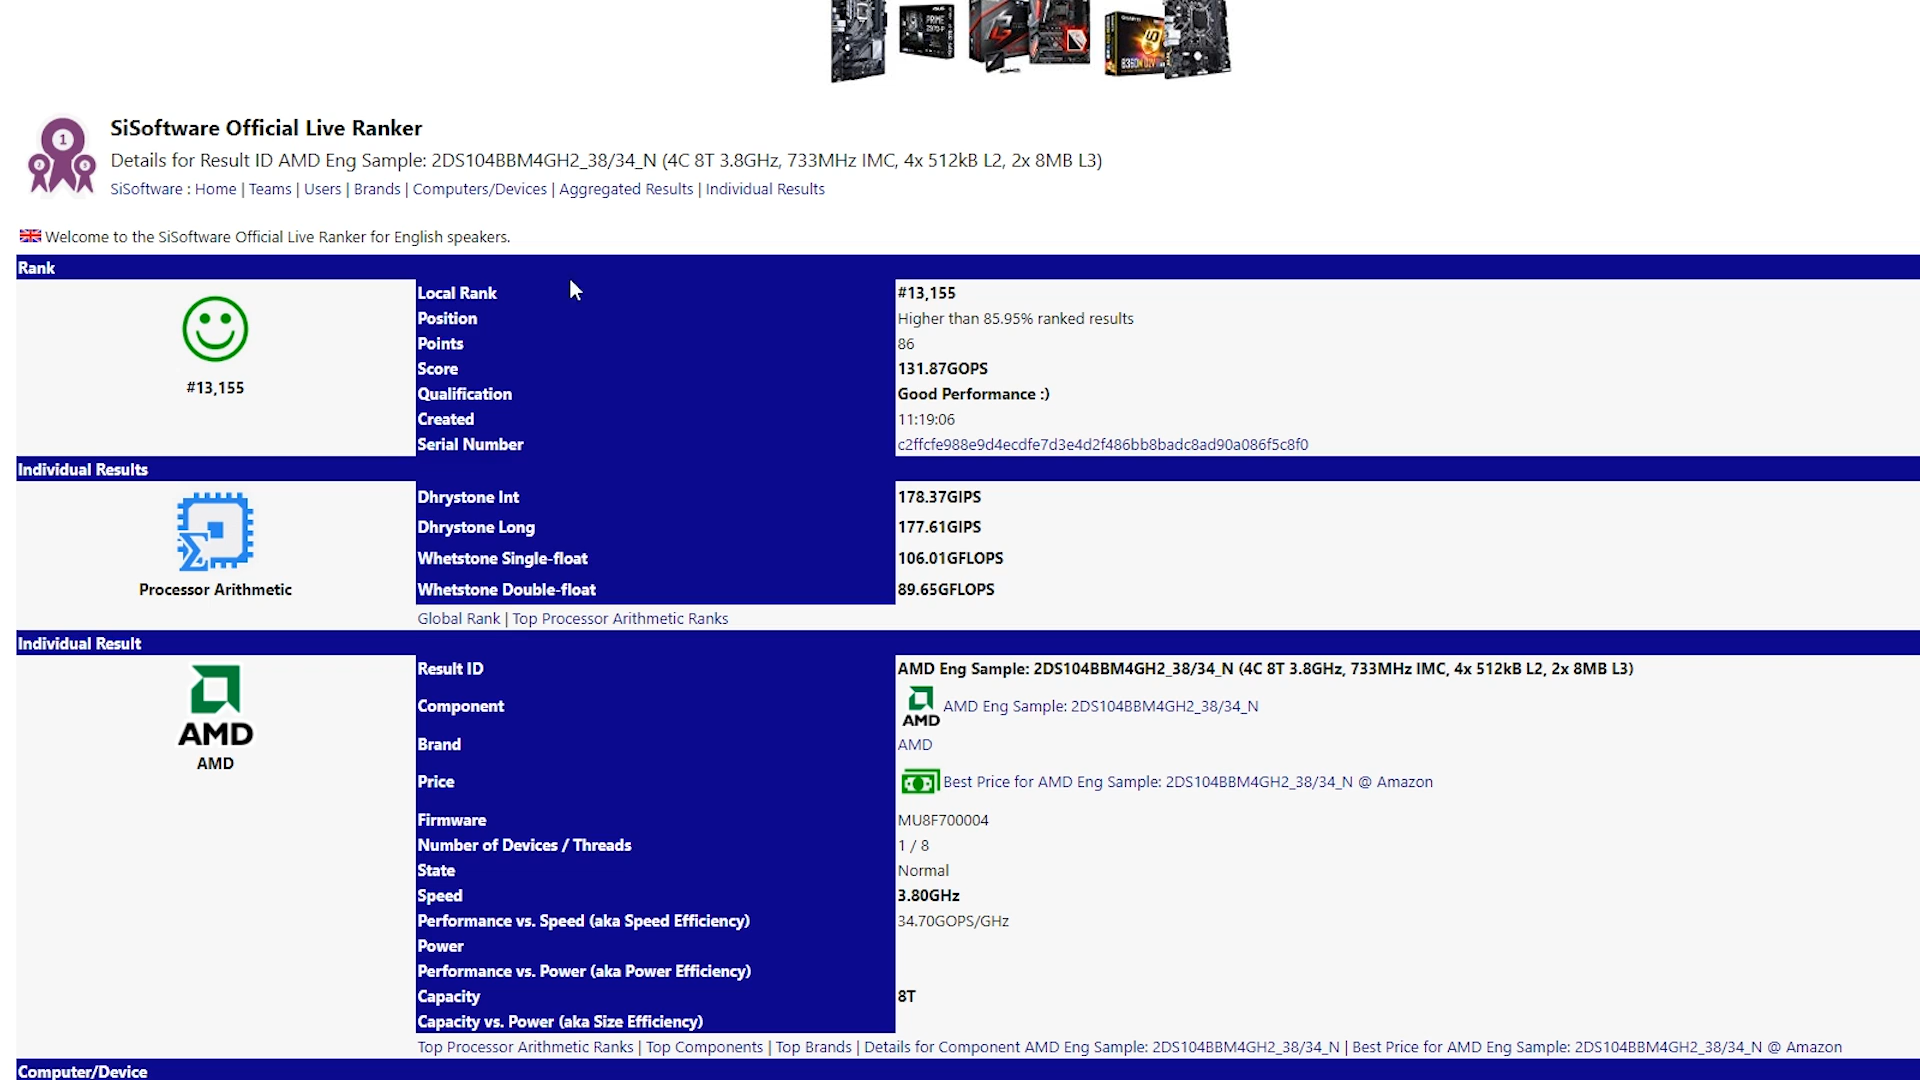 PRIME
B360M
SiSoftware Official Live Ranker
Details for Result ID AMD Eng Sample: 2DS104BBM4GH2_38/34_N (4C 8T 3.8GHz, 733MHz IMC, 4x 512kB L2, 2x 8MB L3)
SiSoftware : Home | Teams | Users | Brands | Computers/Devices | Aggregated Results | Individual Results
Welcome to the SiSoftware Official Live Ranker for English speakers.
Rank
#13,155
Local Rank #13,155
Position Higher than 85.95% ranked results
Points 86
Score 131.87GOPS
Qualification Good Performance :)
Created 11:19:06
Serial Number c2ffcfe988e9d4ecdfe7d3e4d2f486bb8badc8ad90a086f5c8f0
Individual Results
Processor Arithmetic
Dhrystone Int 178.37GIPS
Dhrystone Long 177.61GIPS
Whetstone Single-float 106.01GFLOPS
Whetstone Double-float 89.65GFLOPS
Global Rank | Top Processor Arithmetic Ranks
Individual Result
AMD
AMD
Result ID AMD Eng Sample: 2DS104BBM4GH2_38/34_N (4C 8T 3.8GHz, 733MHz IMC, 4x 512kB L2, 2x 8MB L3)
Component AMD AMD Eng Sample: 2DS104BBM4GH2_38/34_N
Brand AMD
Price Best Price for AMD Eng Sample: 2DS104BBM4GH2_38/34_N @ Amazon
Firmware MU8F700004
Number of Devices / Threads 1 / 8
State Normal
Speed 3.80GHz
Performance vs. Speed (aka Speed Efficiency) 34.70GOPS/GHz
Power
Performance vs. Power (aka Power Efficiency)
Capacity 8T
Capacity vs. Power (aka Size Efficiency)
Top Processor Arithmetic Ranks | Top Components | Top Brands | Details for Component AMD Eng Sample: 2DS104BBM4GH2_38/34_N | Best Price for AMD Eng Sample: 2DS104BBM4GH2_38/34_N @ Amazon
Computer/Device